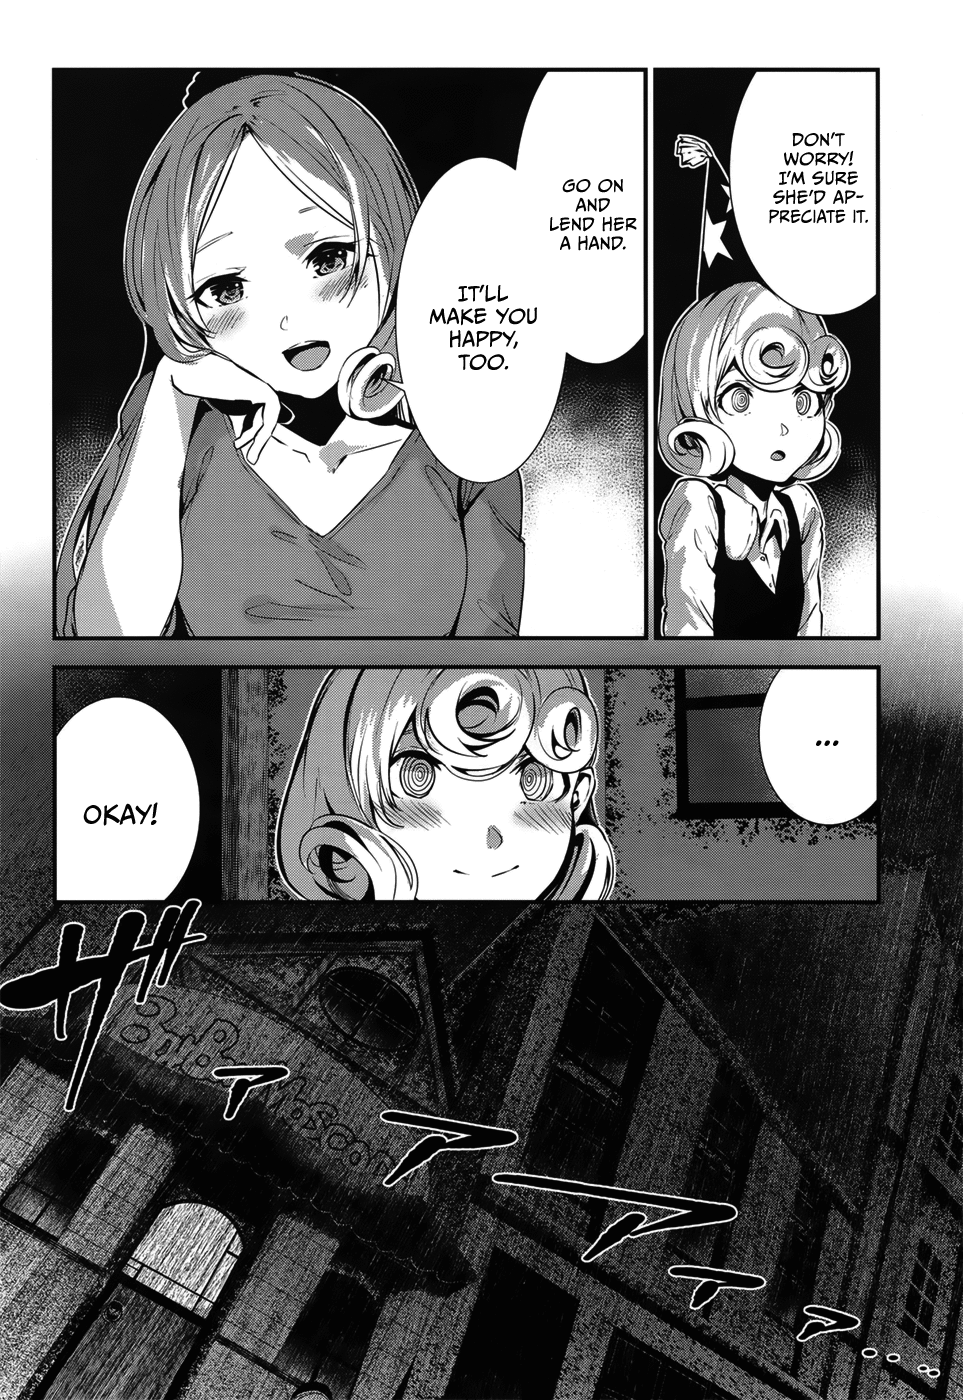 DON'T
WORRY!
I'M SURE
SHE'D AP-
PRECIATE IT.
GO ON
AND
LEND HER
A HAND.
IT'LL
MAKE YOU
HAPPY,
TOO.
...
OKAY!
ザァァァァァ...